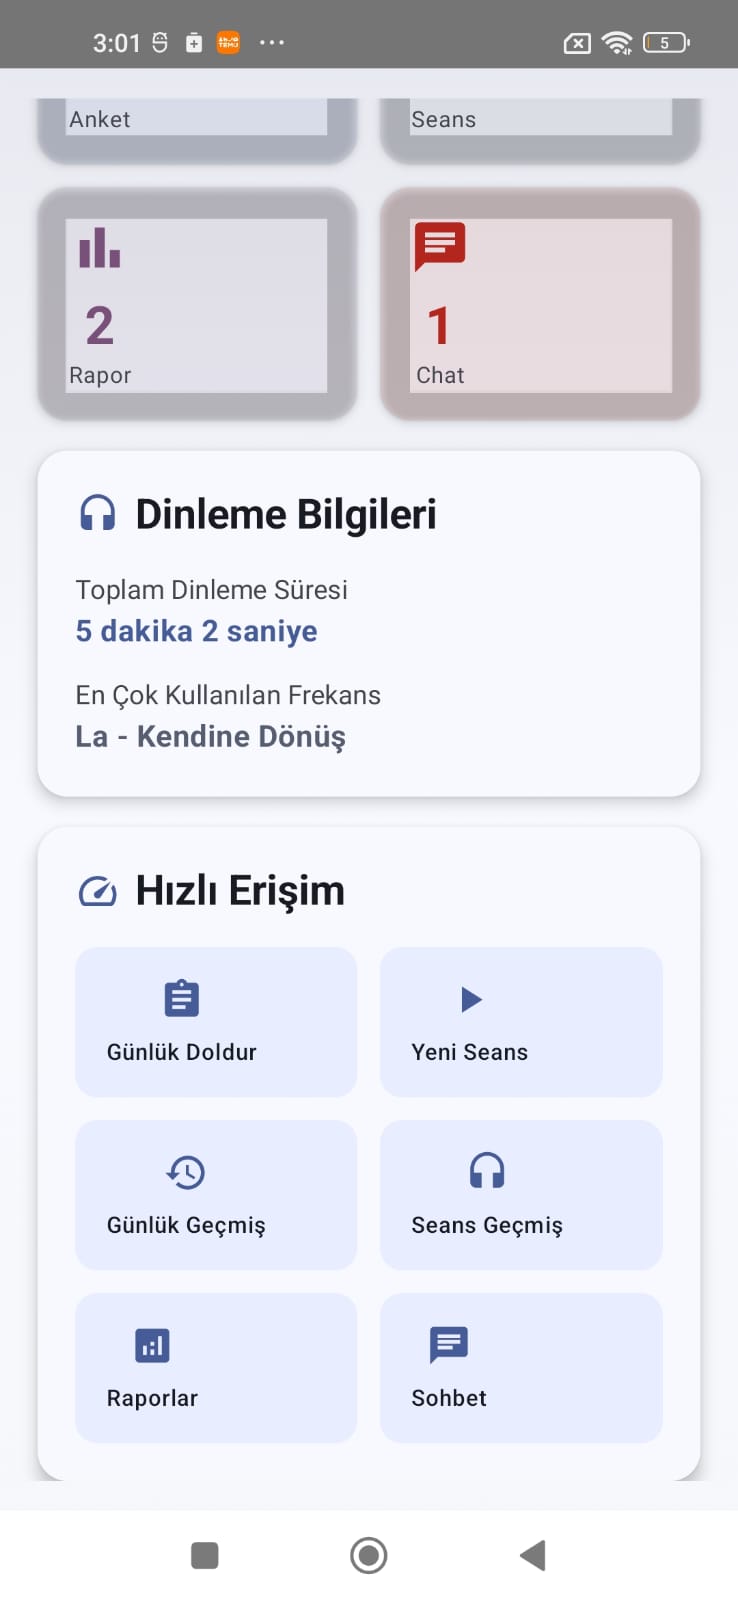 3:01
5
Anket
Seans
2
Rapor
1
Chat
Dinleme Bilgileri
Toplam Dinleme Süresi
5 dakika 2 saniye
En Çok Kullanılan Frekans
La - Kendine Dönüş
Hızlı Erişim
Günlük Doldur
Yeni Seans
Günlük Geçmiş
Seans Geçmiş
Raporlar
Sohbet